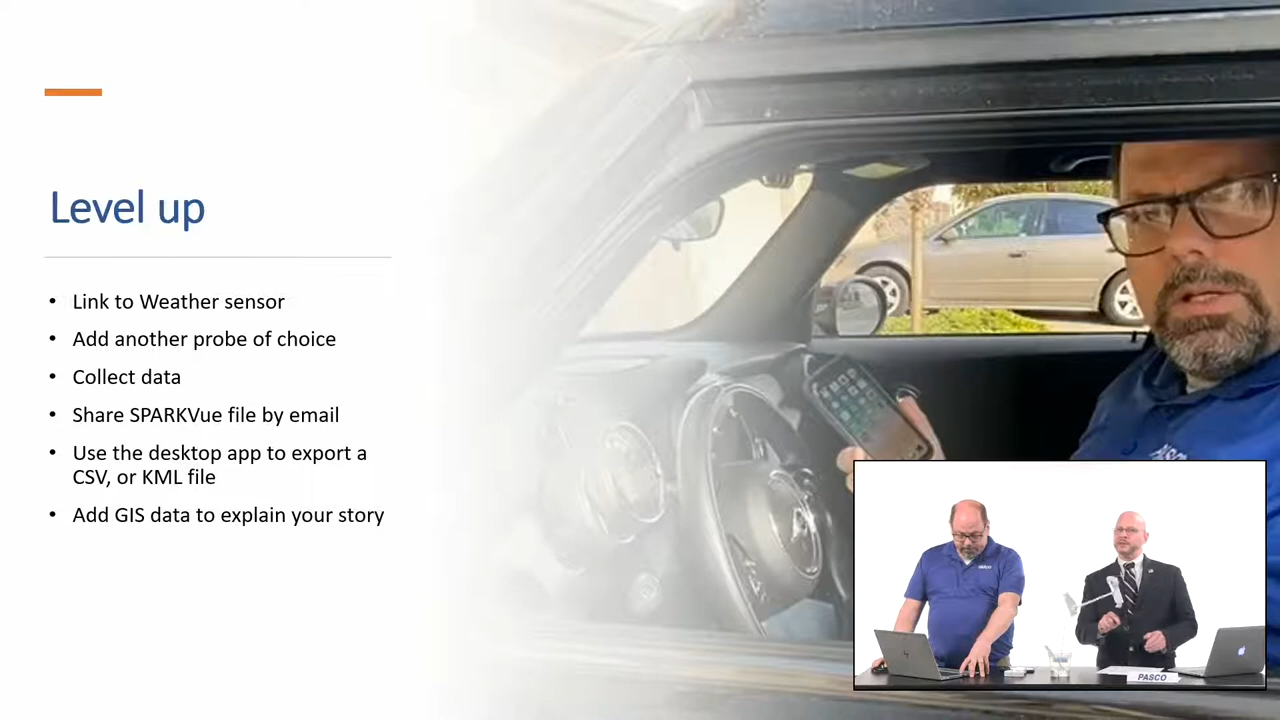 Level up
• Link to Weather sensor
• Add another probe of choice
• Collect data
• Share SPARKVue file by email
• Use the desktop app to export a
CSV, or KML file
• Add GIS data to explain your story
PASCO